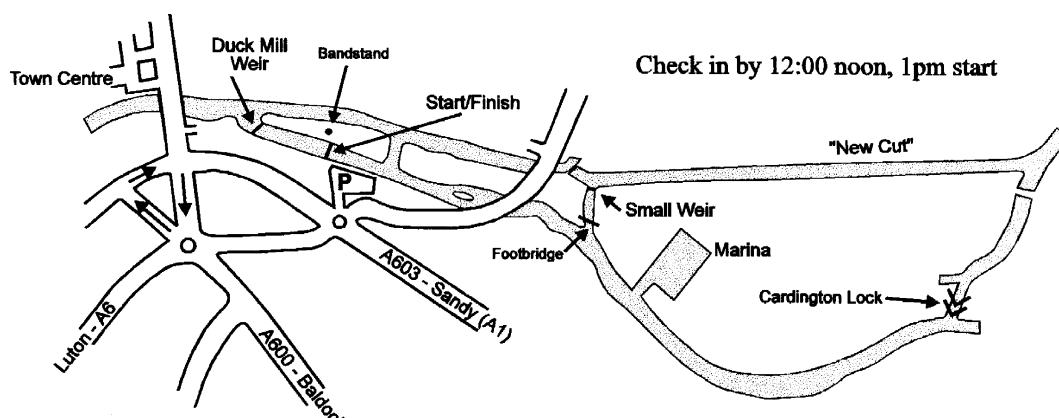 Duck Mill
Weir
Bandstand
Town Centre
Start/Finish
Check in by 12:00 noon, 1pm start
"New Cut"
P
Small Weir
Footbridge
Marina
A603 - Sandy (A1)
Cardington Lock
Luton - A6
A600 -